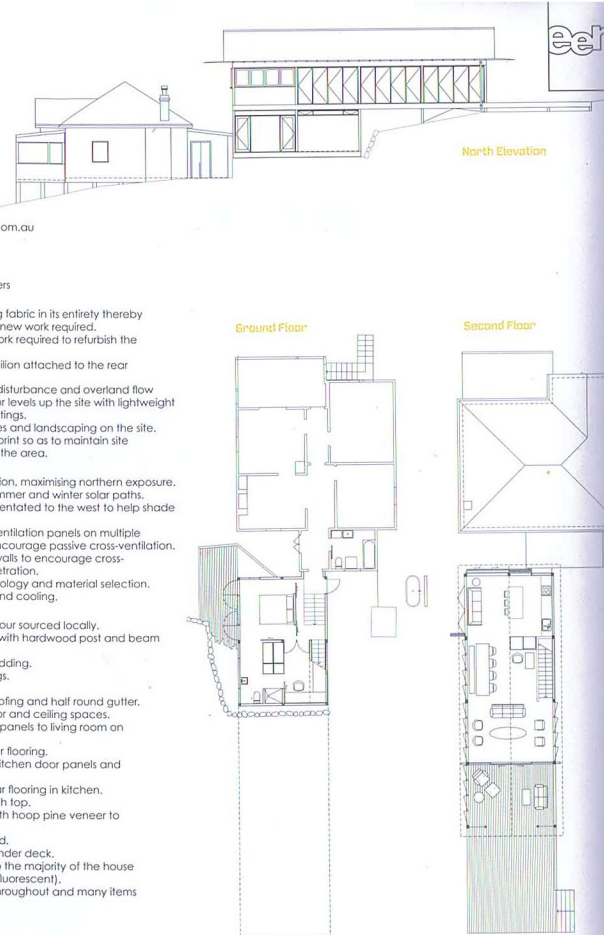 North Elevation
om.au
ers
g fabric in its entirety thereby
new work required.
ork required to refurbish the
ilion attached to the rear
disturbance and overland flow
r levels up the site with lightweight
tings.
es and landscaping on the site.
print so as to maintain site
the area.
ion, maximising northern exposure.
mmer and winter solar paths.
entated to the west to help shade
entilation panels on multiple
ncourage passive cross-ventilation.
walls to encourage cross-
etration.
ology and material selection.
nd cooling.
our sourced locally.
with hardwood post and beam
dding.
gs.
ofing and half round gutter.
or and ceiling spaces.
panels to living room on
r flooring.
itchen door panels and
ar flooring in kitchen.
h top.
th hoop pine veneer to
d.
nder deck.
o the majority of the house
luorescent).
hroughout and many items
Ground Floor
Second Floor